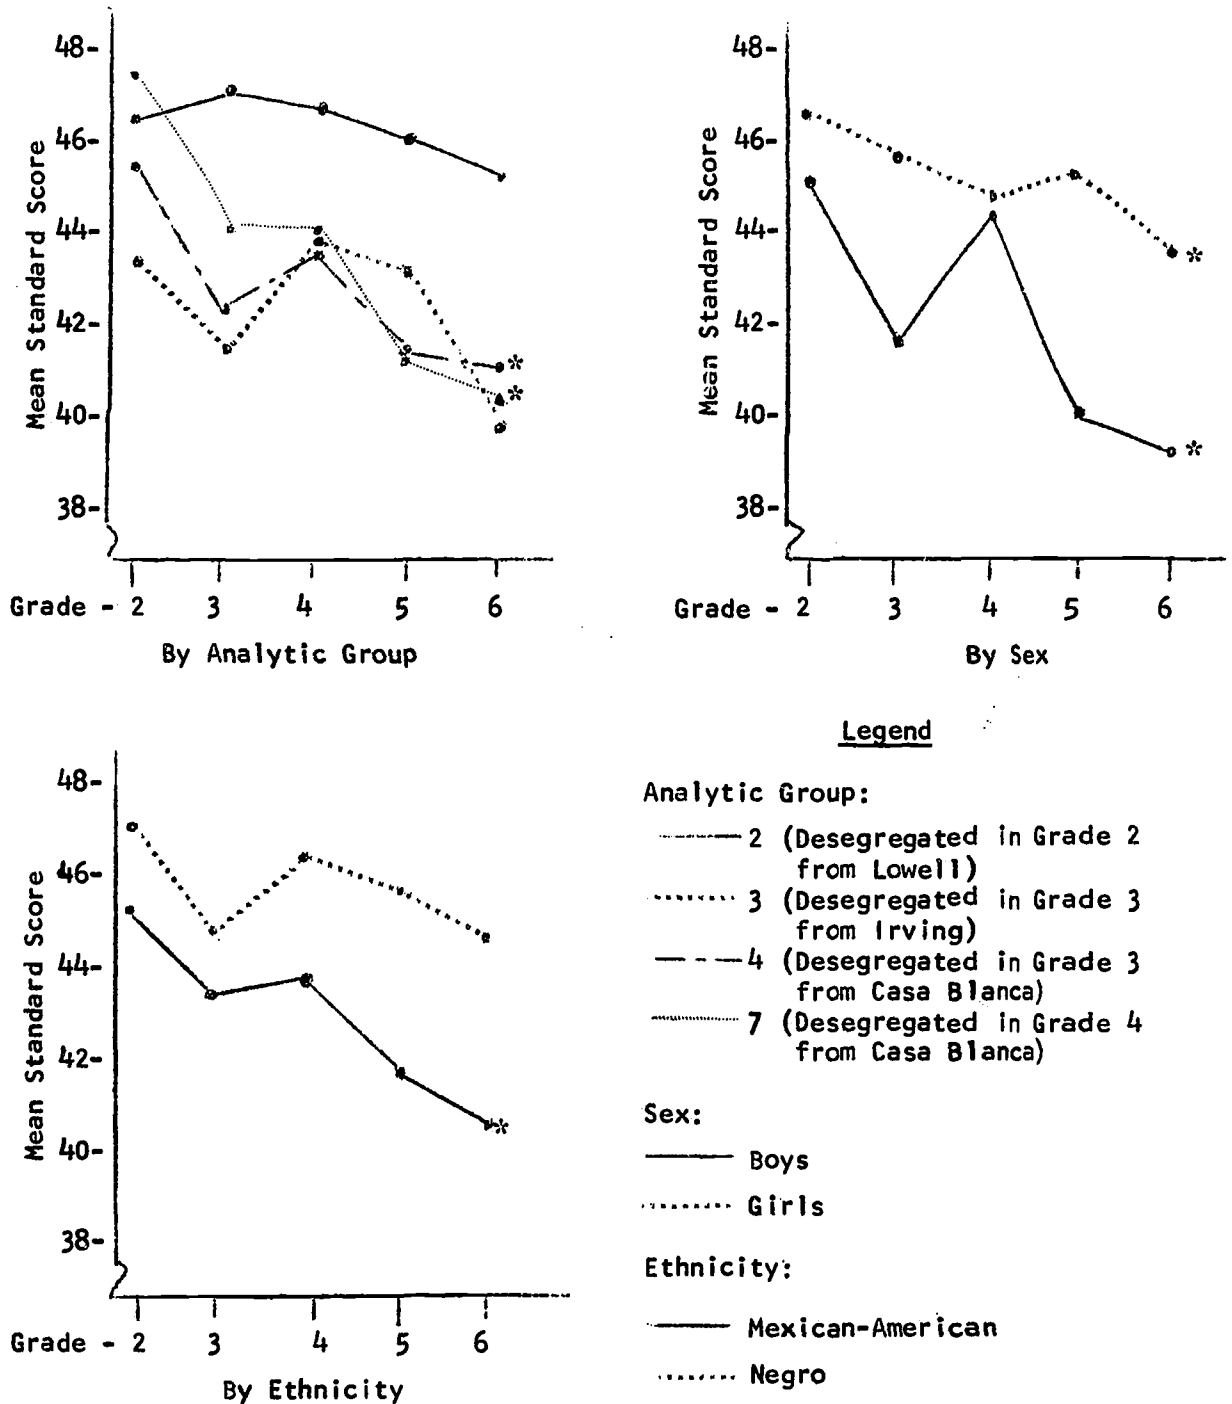 48-
46-
44-
42-
40-
38-
Mean Standard Score
Grade - 2 3 4 5 6
By Analytic Group
*
*
48-
46-
44-
42-
40-
38-
Mean Standard Score
Grade - 2 3 4 5 6
By Sex
*
*
48-
46-
44-
42-
40-
38-
Mean Standard Score
Grade - 2 3 4 5 6
By Ethnicity
*
Legend
Analytic Group:
2 (Desegregated in Grade 2
from Lowell)
3 (Desegregated in Grade 3
from Irving)
4 (Desegregated in Grade 3
from Casa Blanca)
7 (Desegregated in Grade 4
from Casa Blanca)
Sex:
Boys
Girls
Ethnicity:
Mexican-American
Negro